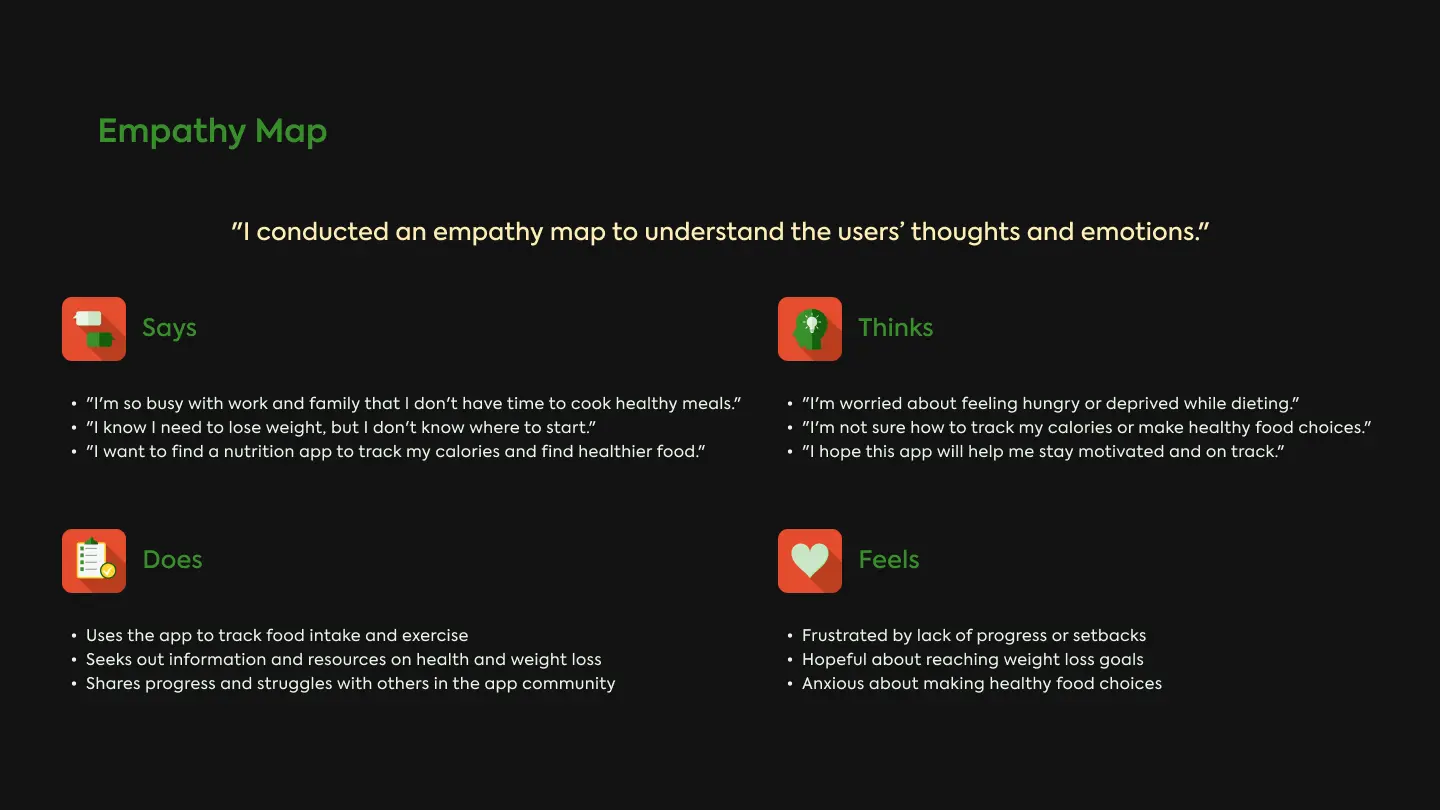 Empathy Map
"I conducted an empathy map to understand the users’ thoughts and emotions."
Says
• "I'm so busy with work and family that I don't have time to cook healthy meals."
• "I know I need to lose weight, but I don't know where to start."
• "I want to find a nutrition app to track my calories and find healthier food."
Thinks
• "I'm worried about feeling hungry or deprived while dieting."
• "I'm not sure how to track my calories or make healthy food choices."
• "I hope this app will help me stay motivated and on track."
Does
• Uses the app to track food intake and exercise
• Seeks out information and resources on health and weight loss
• Shares progress and struggles with others in the app community
Feels
• Frustrated by lack of progress or setbacks
• Hopeful about reaching weight loss goals
• Anxious about making healthy food choices